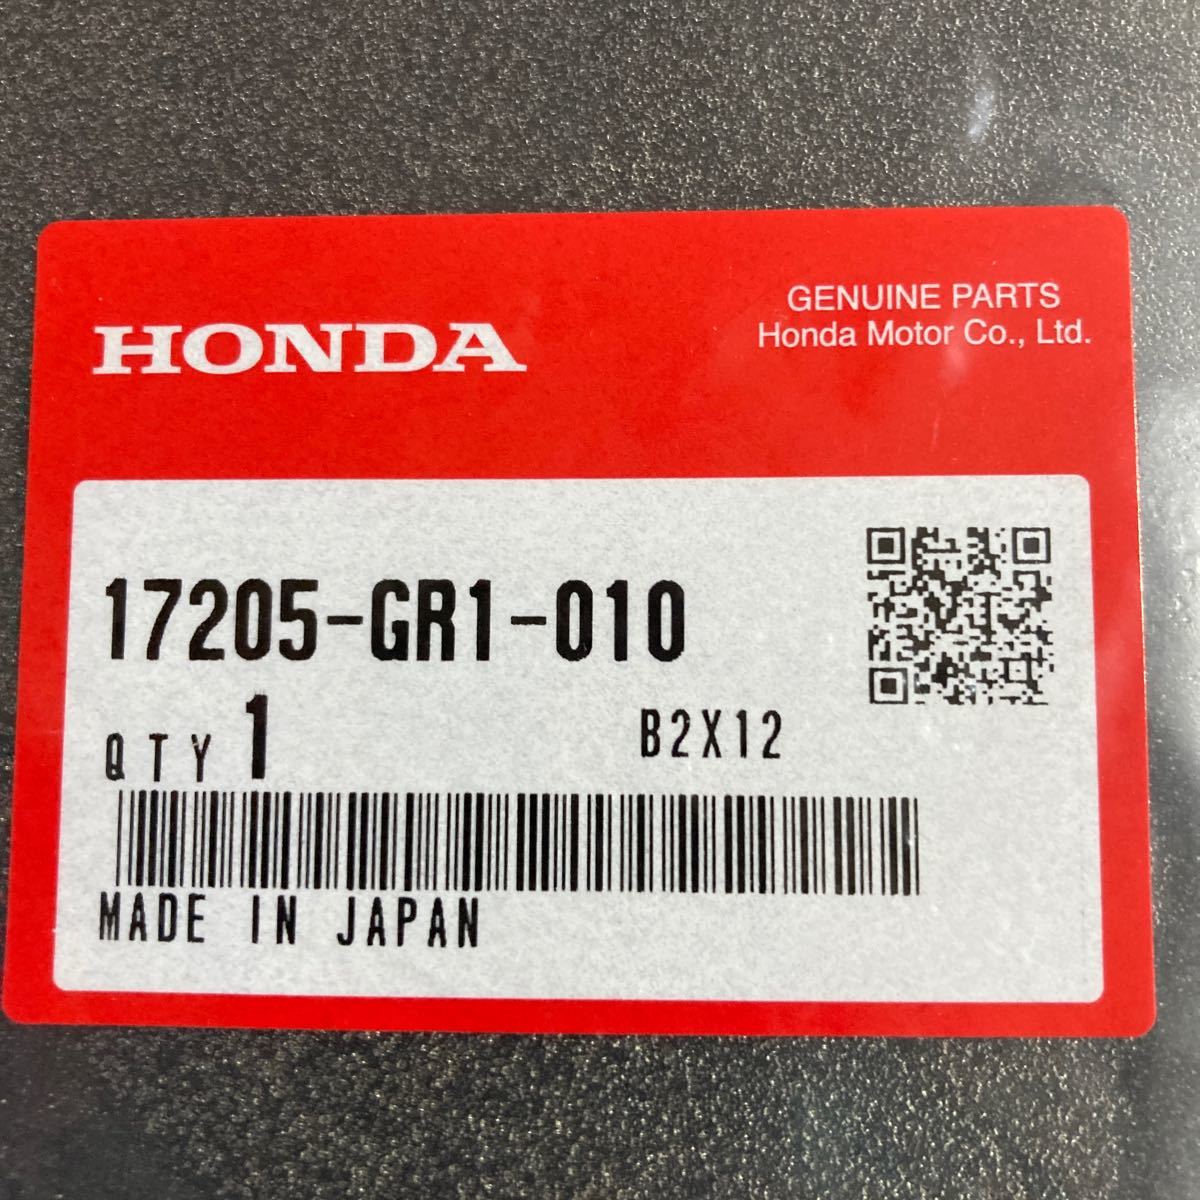 HONDA
GENUINE PARTS
Honda Motor Co., Ltd.
17205-GR1-010
QTY 1
B2X12
MADE IN JAPAN